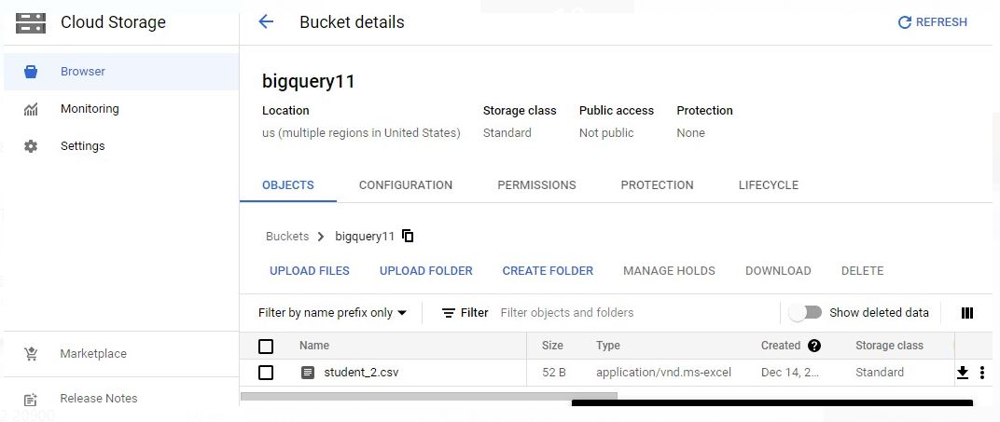 Cloud Storage
Bucket details
REFRESH
Browser
Monitoring
Settings
Marketplace
Release Notes
bigquery11
Location Storage class Public access Protection
us (multiple regions in United States) Standard Not public None
OBJECTS CONFIGURATION PERMISSIONS PROTECTION LIFECYCLE
Buckets > bigquery11
UPLOAD FILES UPLOAD FOLDER CREATE FOLDER MANAGE HOLDS DOWNLOAD DELETE
Filter by name prefix only Filter Filter objects and folders Show deleted data
Name Size Type Created ? Storage class
student_2.csv 52 B application/vnd.ms-excel Dec 14, 2... Standard